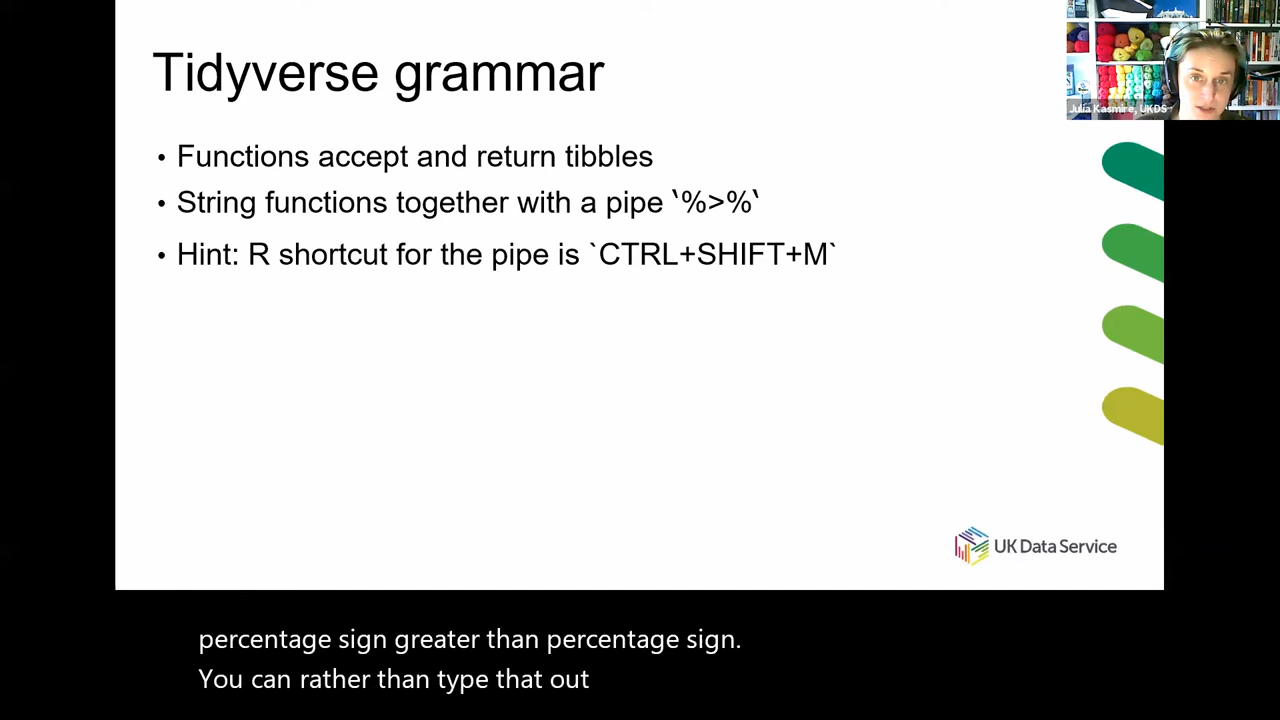 Tidyverse grammar
Julia Kasmire, UKDS
• Functions accept and return tibbles
• String functions together with a pipe ‛%>%‛
• Hint: R shortcut for the pipe is `CTRL+SHIFT+M`
UK Data Service
percentage sign greater than percentage sign.
You can rather than type that out